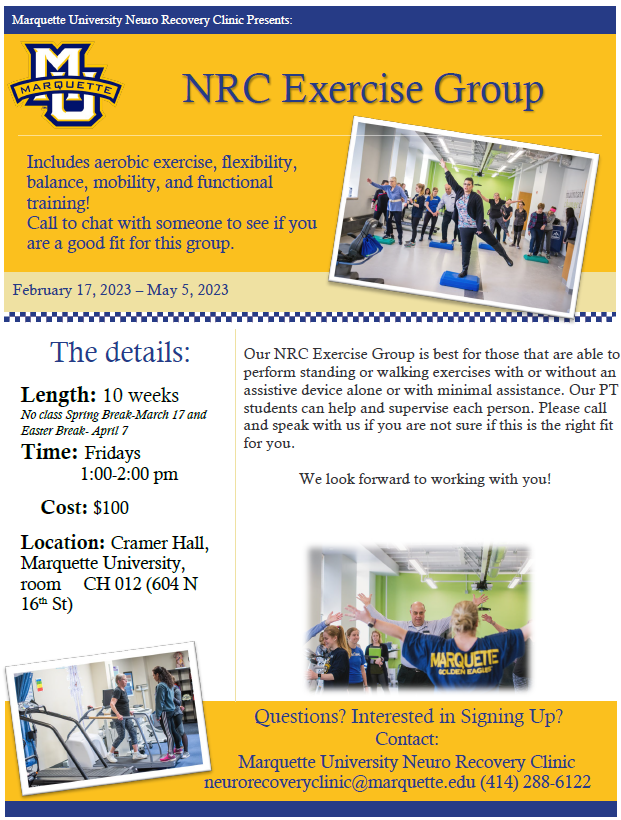 Marquette University Neuro Recovery Clinic Presents:
MU
MARQUETTE
NRC Exercise Group
Includes aerobic exercise, flexibility,
balance, mobility, and functional
training!
Call to chat with someone to see if you
are a good fit for this group.
February 17, 2023 – May 5, 2023
The details:
Length: 10 weeks
No class Spring Break-March 17 and
Easter Break- April 7
Time: Fridays
1:00-2:00 pm
Cost: $100
Location: Cramer Hall,
Marquette University,
room CH 012 (604 N
16th St)
Our NRC Exercise Group is best for those that are able to
perform standing or walking exercises with or without an
assistive device alone or with minimal assistance. Our PT
students can help and supervise each person. Please call
and speak with us if you are not sure if this is the right fit
for you.
We look forward to working with you!
MARQUETTE
GOLDEN EAGLES
Questions? Interested in Signing Up?
Contact:
Marquette University Neuro Recovery Clinic
neurorecoveryclinic@marquette.edu (414) 288-6122